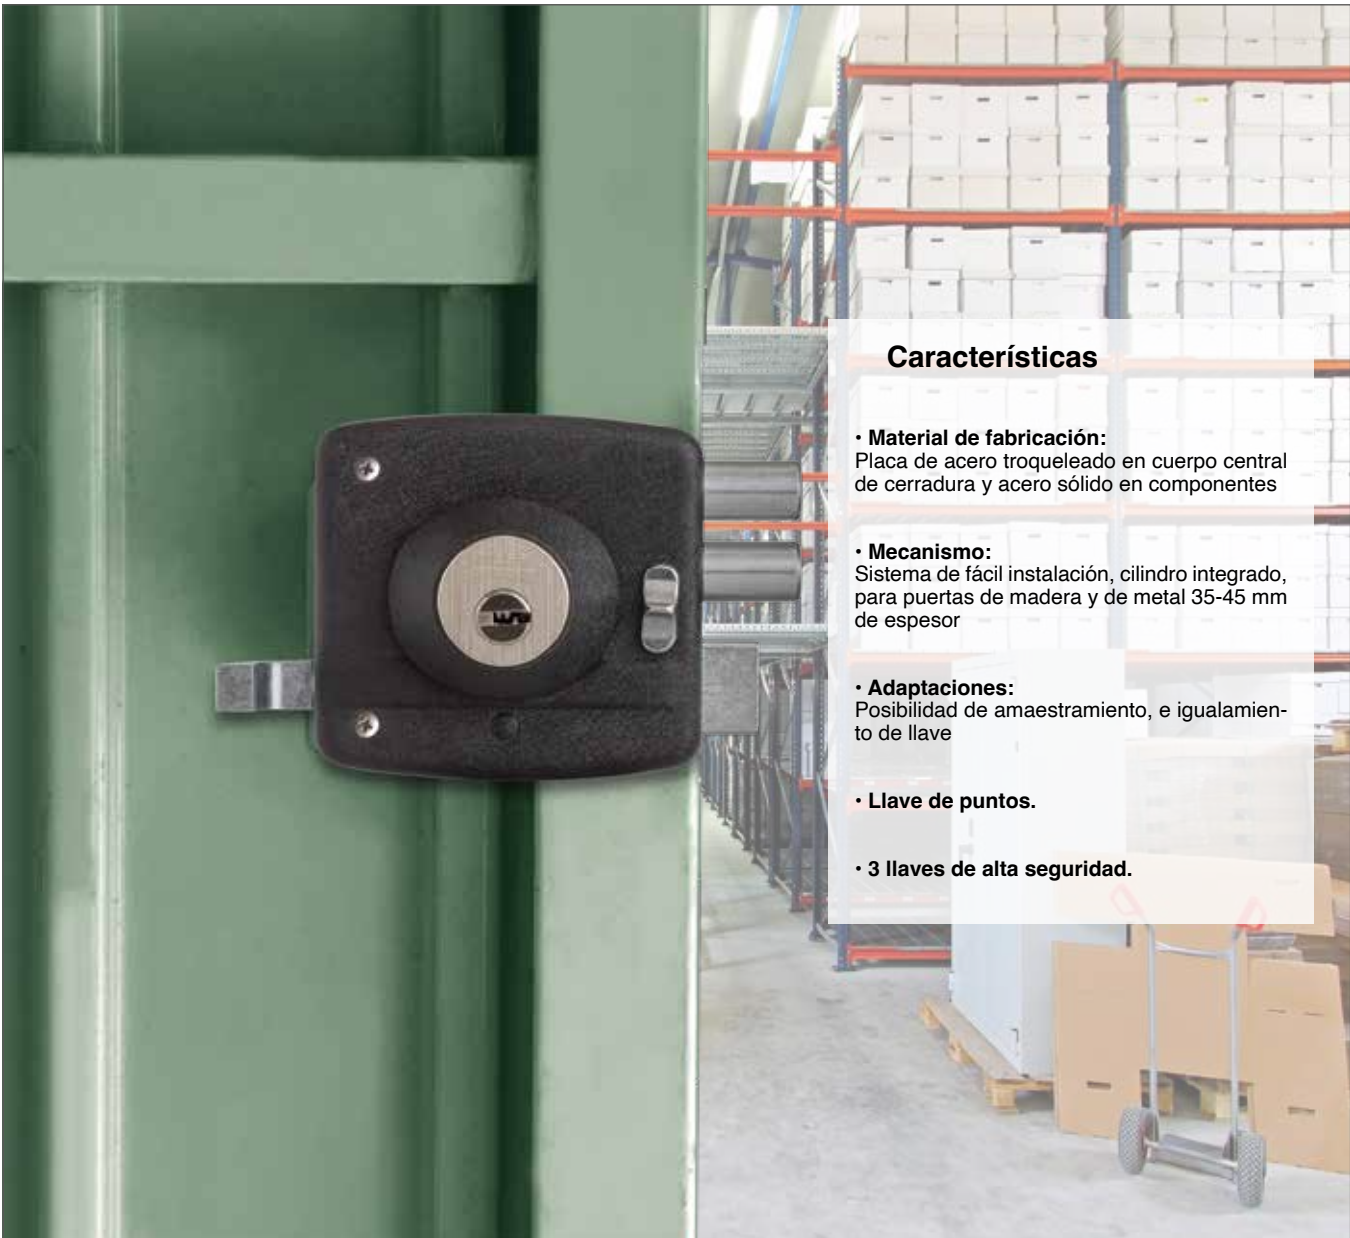 Características
• Material de fabricación:
Placa de acero troqueleado en cuerpo central
de cerradura y acero sólido en componentes
• Mecanismo:
Sistema de fácil instalación, cilindro integrado,
para puertas de madera y de metal 35-45 mm
de espesor
• Adaptaciones:
Posibilidad de amaestramiento, e igualamien-
to de llave
• Llave de puntos.
• 3 llaves de alta seguridad.